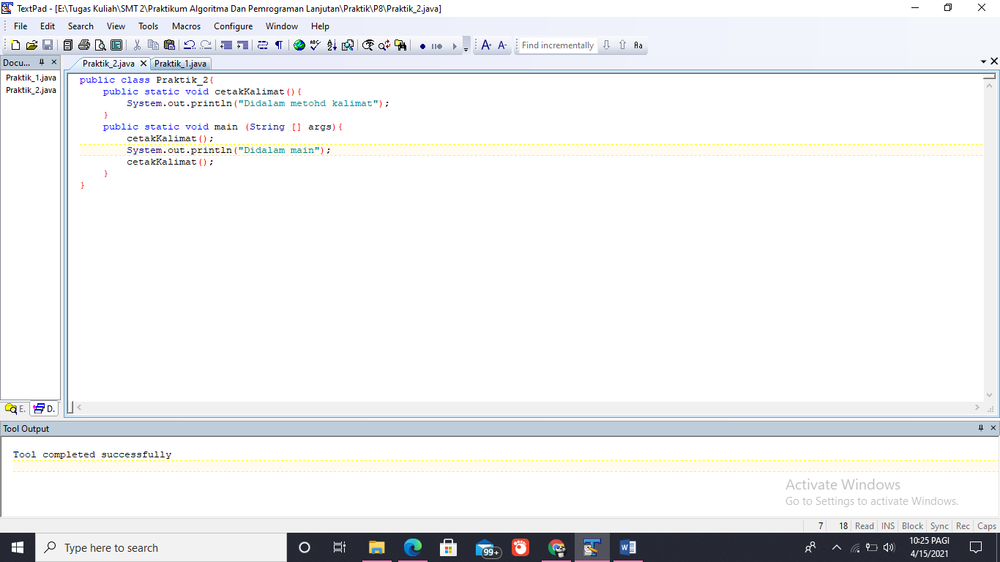 TextPad - [E:\Tugas Kuliah\SMT 2\Praktikum Algoritma Dan Pemrograman Lanjutan\Praktik\P8\Praktik_2.java]
File Edit Search View Tools Macros Configure Window Help
Find incrementally
Docu...
Praktik_2.java Praktik_1.java
Praktik_1.java
Praktik_2.java
public class Praktik_2{
    public static void cetakKalimat(){
        System.out.println("Didalam metohd kalimat");
    }
    public static void main (String [] args){
        cetakKalimat();
        System.out.println("Didalam main");
        cetakKalimat();
    }
}
E. D.
Tool Output
Tool completed successfully
Activate Windows
Go to Settings to activate Windows.
7 18 Read INS Block Sync Rec Caps
Type here to search
99+
10:25 PAGI
4/15/2021